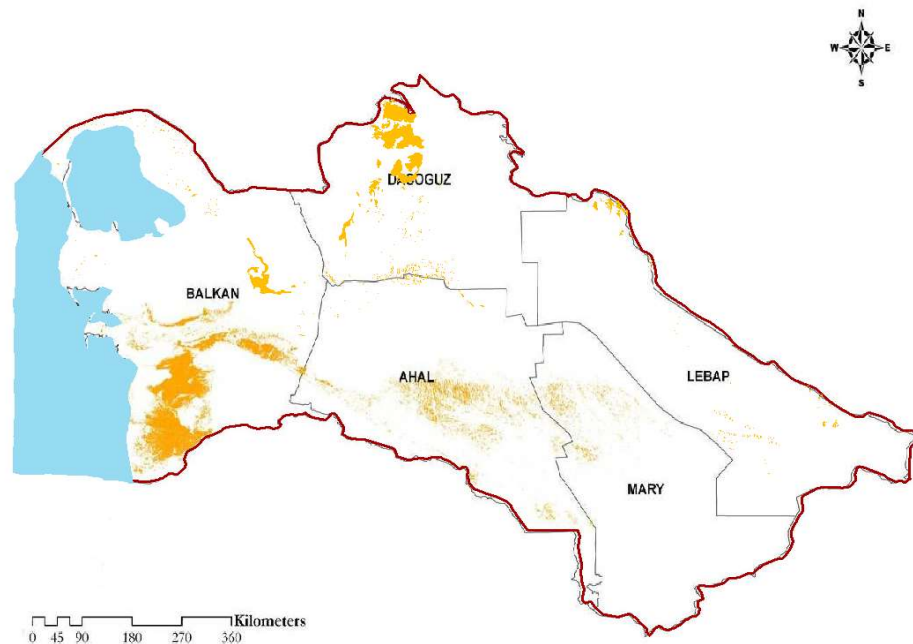 N
W E
S
DASOGUZ
BALKAN
AHAL
LEBAP
MARY
Kilometers
0 45 90 180 270 360